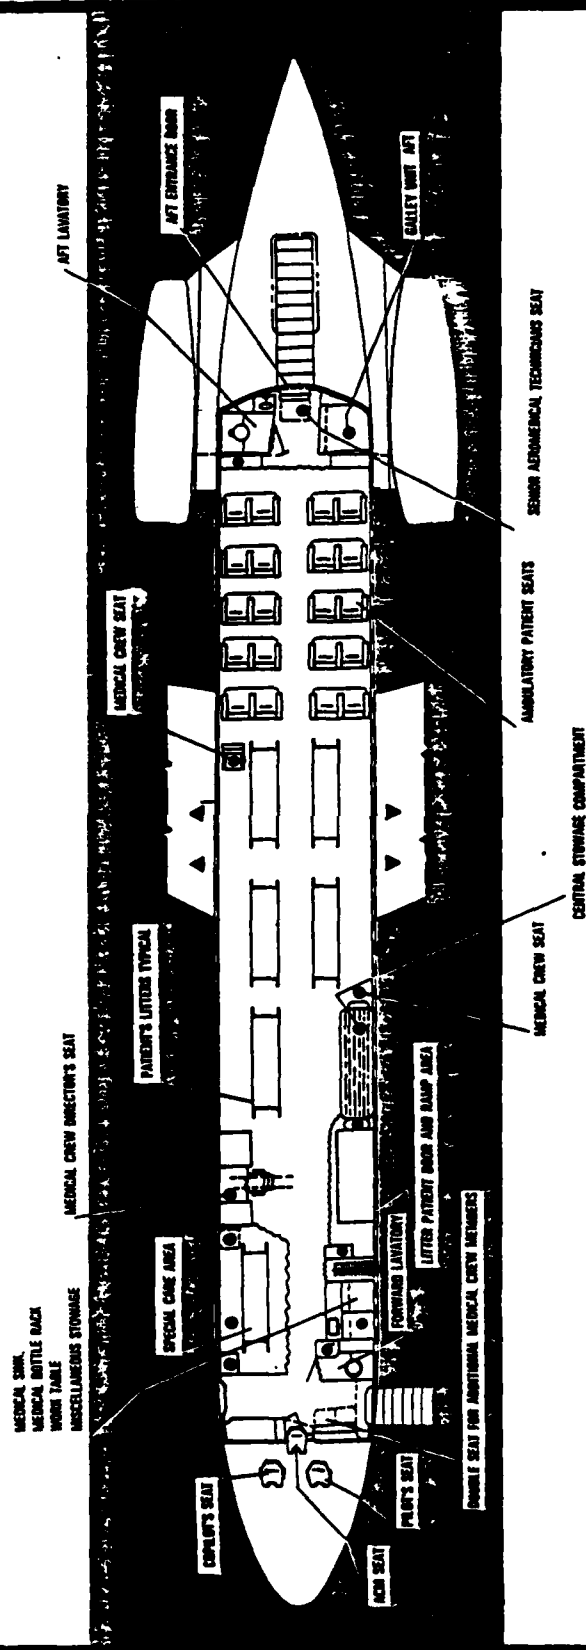 MEDICAL SINK,
MEDICAL BOTTLE RACK
WORK TABLE
MISCELLANEOUS STOWAGE
MEDICAL CREW DIRECTOR'S SEAT
AFT LAVATORY
COPILOT'S SEAT
SPECIAL CARE AREA
PATIENT'S LITTERS TYPICAL
MEDICAL CREW SEAT
AFT ENTRANCE DOOR
ACM SEAT
PILOT'S SEAT
FORWARD LAVATORY
LITTER PATIENT DOOR AND RAMP AREA
GALLEY UNIT AFT
DOUBLE SEAT FOR ADDITIONAL MEDICAL CREW MEMBERS
MEDICAL CREW SEAT
CENTRAL STOWAGE COMPARTMENT
AMBULATORY PATIENT SEATS
SENIOR AEROMEDICAL TECHNICIANS SEAT